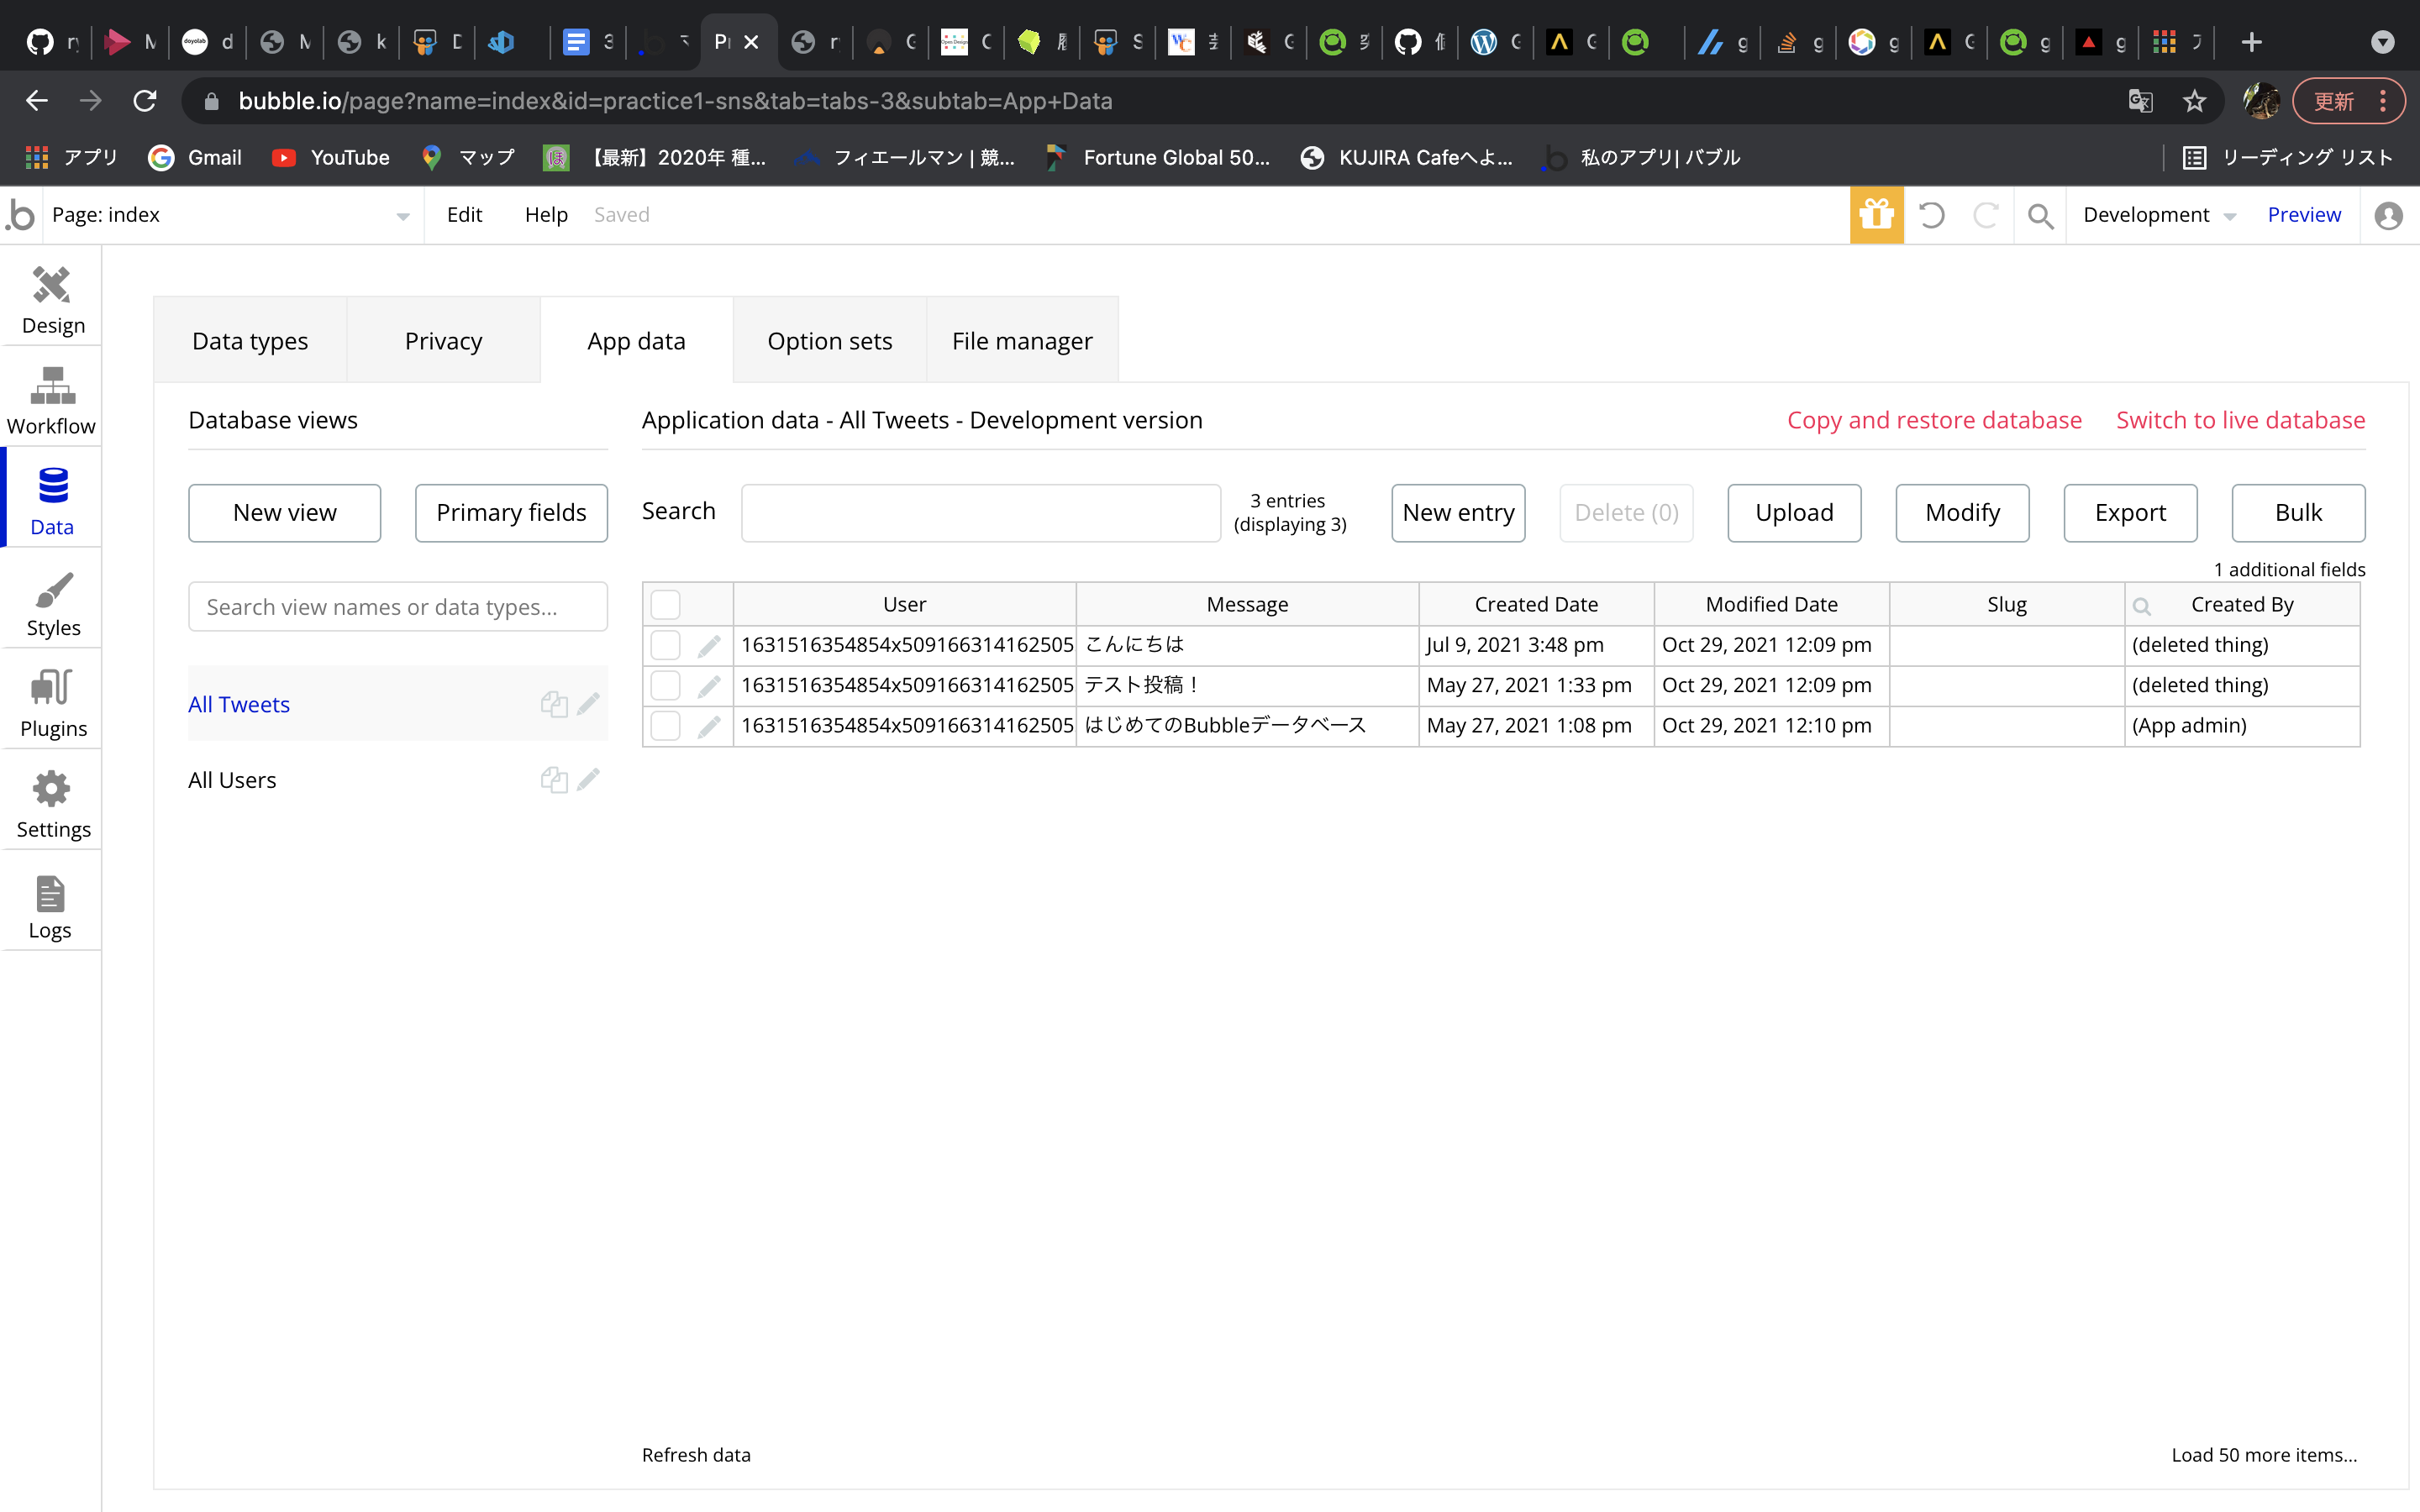 bubble.io/page?name=index&id=practice1-sns&tab=tabs-3&subtab=App+Data
更新
アプリ Gmail YouTube マップ 【最新】2020年 種... フィエールマン | 競... Fortune Global 50... KUJIRA Cafeへよ... 私のアプリ| バブル リーディング リスト
Page: index Edit Help Saved Development Preview
Design
Workflow
Data
Styles
Plugins
Settings
Logs
Data types Privacy App data Option sets File manager
Database views
New view Primary fields
Search view names or data types...
All Tweets
All Users
Application data - All Tweets - Development version Copy and restore database Switch to live database
Search 3 entries
(displaying 3)
New entry Delete (0) Upload Modify Export Bulk
1 additional fields
User Message Created Date Modified Date Slug Created By
1631516354854x509166314162505 こんにちは Jul 9, 2021 3:48 pm Oct 29, 2021 12:09 pm (deleted thing)
1631516354854x509166314162505 テスト投稿！ May 27, 2021 1:33 pm Oct 29, 2021 12:09 pm (deleted thing)
1631516354854x509166314162505 はじめてのBubbleデータベース May 27, 2021 1:08 pm Oct 29, 2021 12:10 pm (App admin)
Refresh data Load 50 more items...